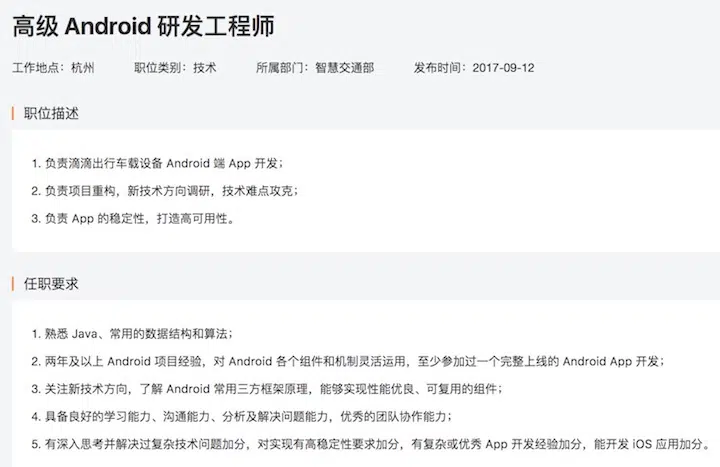 高级 Android 研发工程师
工作地点：杭州 职位类别：技术 所属部门：智慧交通部 发布时间：2017-09-12
职位描述
1. 负责滴滴出行车载设备 Android 端 App 开发；
2. 负责项目重构，新技术方向调研，技术难点攻克；
3. 负责 App 的稳定性，打造高可用性。
任职要求
1. 熟悉 Java、常用的数据结构和算法；
2. 两年及以上 Android 项目经验，对 Android 各个组件和机制灵活运用，至少参加过一个完整上线的 Android App 开发；
3. 关注新技术方向，了解 Android 常用三方框架原理，能够实现性能优良、可复用的组件；
4. 具备良好的学习能力、沟通能力、分析及解决问题能力，优秀的团队协作能力；
5. 有深入思考并解决过复杂技术问题加分，对实现有高稳定性要求加分，有复杂或优秀 App 开发经验加分，能开发 iOS 应用加分。